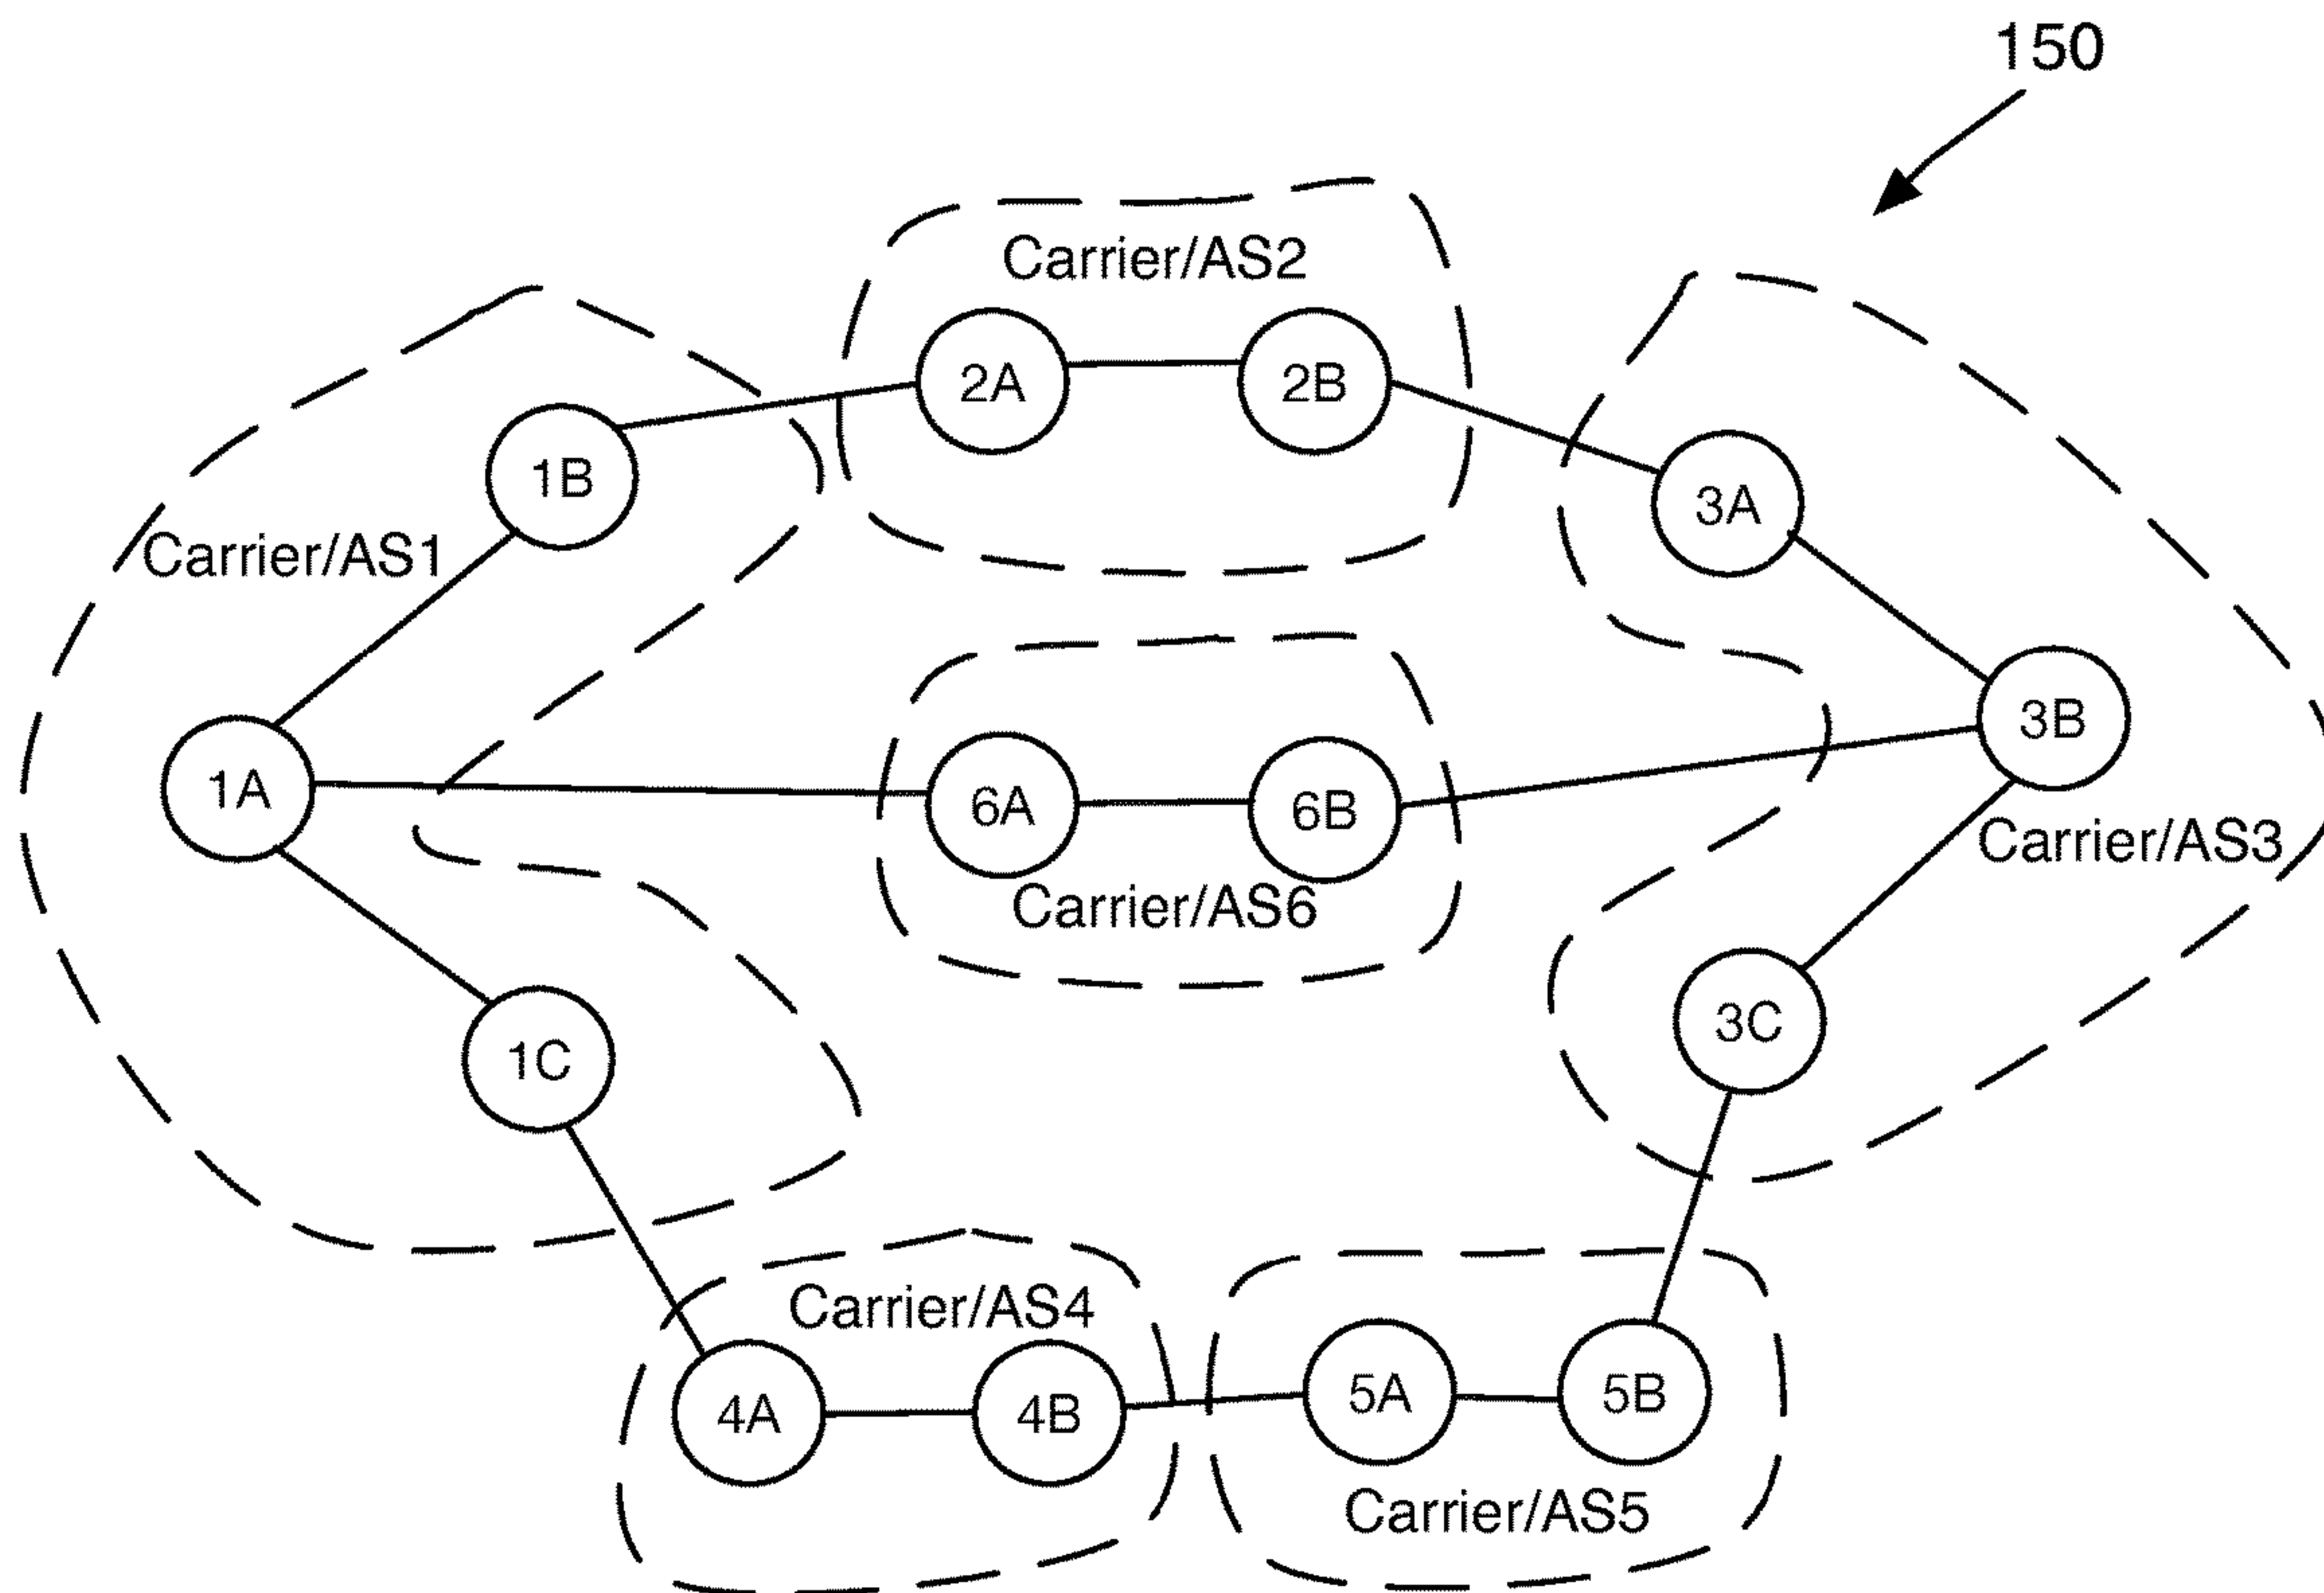 150
Carrier/AS2
2A
2B
1B
3A
Carrier/AS1
3B
1A
6A
6B
Carrier/AS3
Carrier/AS6
3C
1C
Carrier/AS4
4A
4B
5A
5B
Carrier/AS5